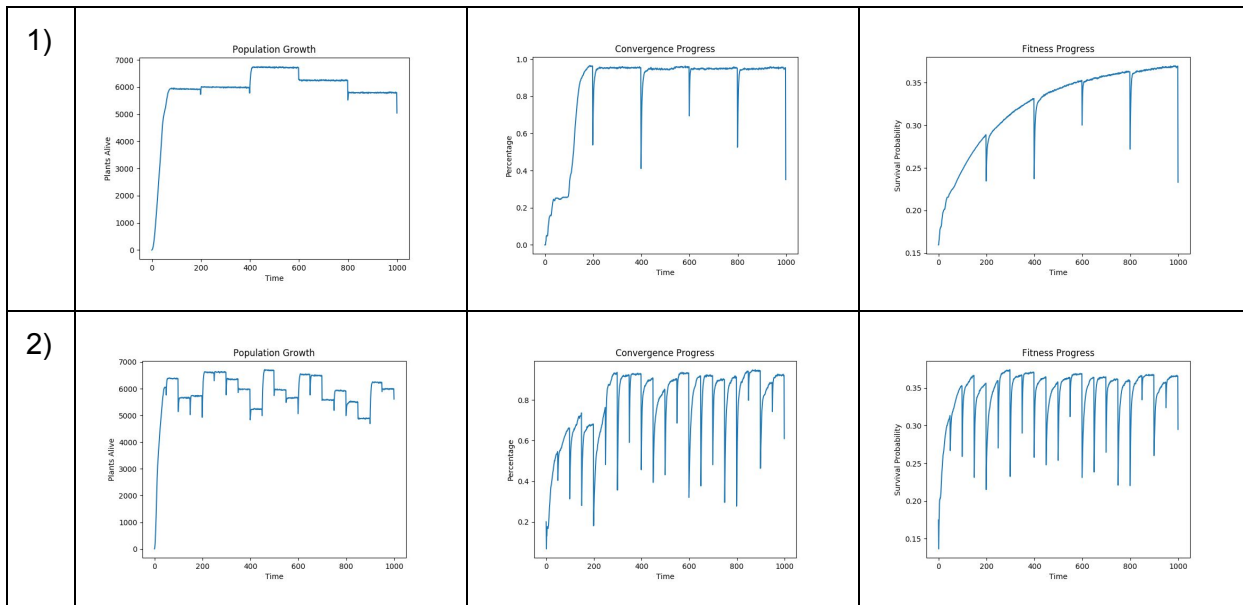 1)
Population Growth
7000
6000
5000
4000
3000
2000
1000
0
Plants Alive
0 200 400 600 800 1000
Time
Convergence Progress
1.0
0.8
0.6
0.4
0.2
0.0
Percentage
0 200 400 600 800 1000
Time
Fitness Progress
0.35
0.30
0.25
0.20
0.15
Survival Probability
0 200 400 600 800 1000
Time
2)
Population Growth
7000
6000
5000
4000
3000
2000
1000
0
Plants Alive
0 200 400 600 800 1000
Time
Convergence Progress
0.8
0.6
0.4
0.2
Percentage
0 200 400 600 800 1000
Time
Fitness Progress
0.35
0.30
0.25
0.20
0.15
Survival Probability
0 200 400 600 800 1000
Time